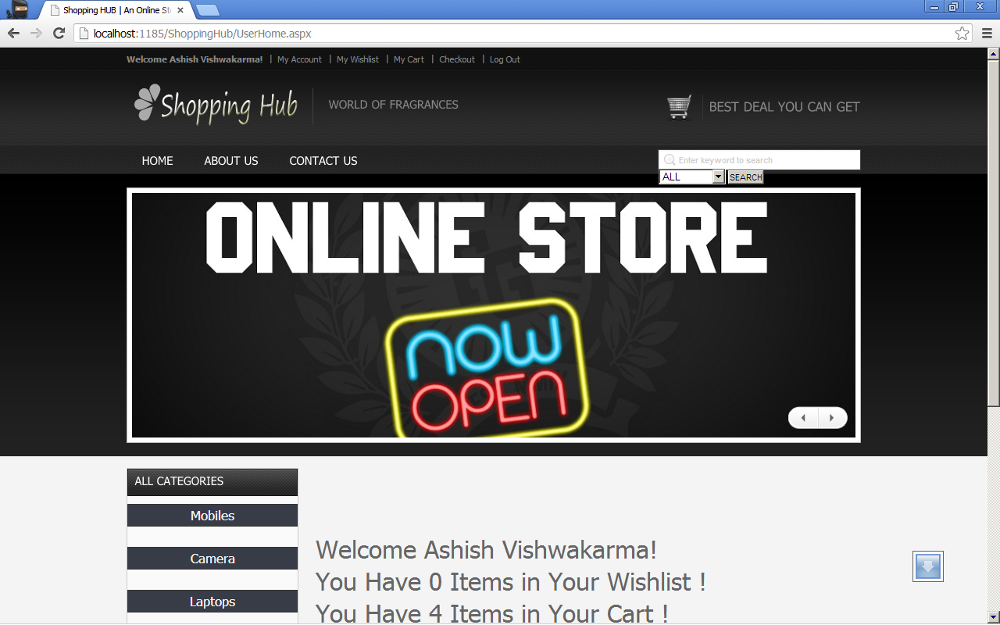 Shopping HUB | An Online St
localhost:1185/ShoppingHub/UserHome.aspx
Welcome Ashish Vishwakarma! | My Account | My Wishlist | My Cart | Checkout | Log Out
Shopping Hub
WORLD OF FRAGRANCES
BEST DEAL YOU CAN GET
HOME ABOUT US CONTACT US
Enter keyword to search
ALL SEARCH
ONLINE STORE
NOW
OPEN
ALL CATEGORIES
Mobiles
Camera
Laptops
Welcome Ashish Vishwakarma!
You Have 0 Items in Your Wishlist !
You Have 4 Items in Your Cart !